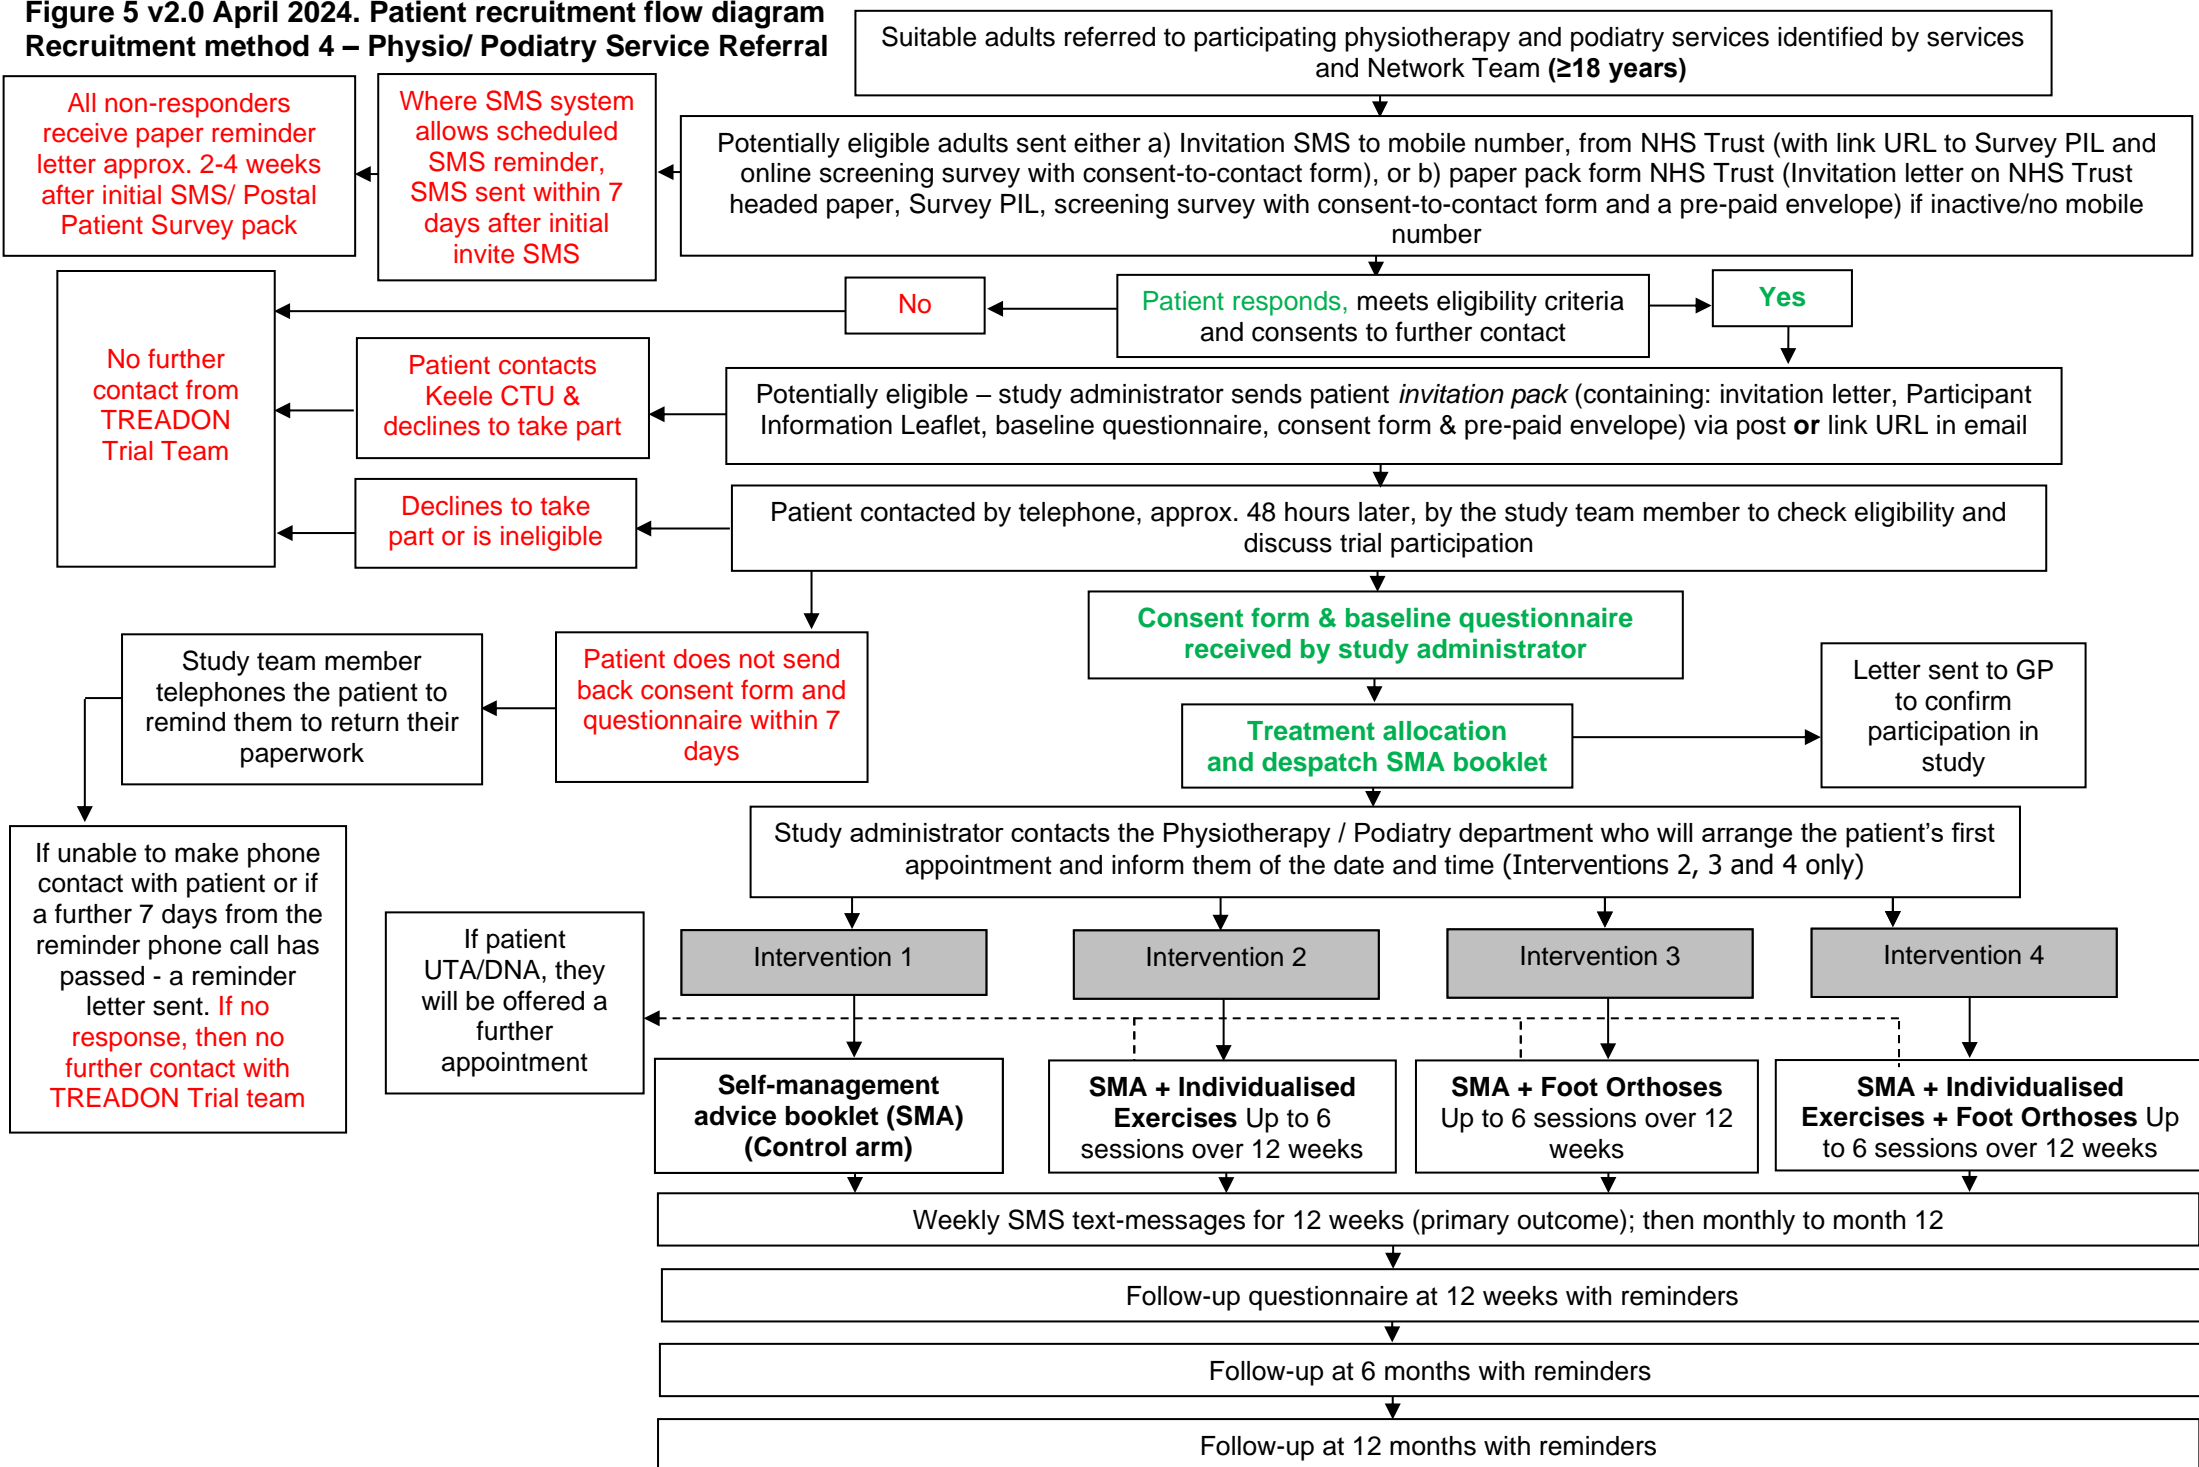 Figure 5 v2.0 April 2024. Patient recruitment flow diagram
Recruitment method 4 – Physio/ Podiatry Service Referral
Suitable adults referred to participating physiotherapy and podiatry services identified by services
and Network Team (≥18 years)
All non-responders
receive paper reminder
letter approx. 2-4 weeks
after initial SMS/ Postal
Patient Survey pack
Where SMS system
allows scheduled
SMS reminder,
SMS sent within 7
days after initial
invite SMS
Potentially eligible adults sent either a) Invitation SMS to mobile number, from NHS Trust (with link URL to Survey PIL and
online screening survey with consent-to-contact form), or b) paper pack form NHS Trust (Invitation letter on NHS Trust
headed paper, Survey PIL, screening survey with consent-to-contact form and a pre-paid envelope) if inactive/no mobile
number
No
Patient responds, meets eligibility criteria
and consents to further contact
Yes
No further
contact from
TREADON
Trial Team
Patient contacts
Keele CTU &
declines to take part
Potentially eligible – study administrator sends patient invitation pack (containing: invitation letter, Participant
Information Leaflet, baseline questionnaire, consent form & pre-paid envelope) via post or link URL in email
Declines to take
part or is ineligible
Patient contacted by telephone, approx. 48 hours later, by the study team member to check eligibility and
discuss trial participation
Consent form & baseline questionnaire
received by study administrator
Study team member
telephones the patient to
remind them to return their
paperwork
Patient does not send
back consent form and
questionnaire within 7
days
Treatment allocation
and despatch SMA booklet
Letter sent to GP
to confirm
participation in
study
If unable to make phone
contact with patient or if
a further 7 days from the
reminder phone call has
passed - a reminder
letter sent. If no
response, then no
further contact with
TREADON Trial team
Study administrator contacts the Physiotherapy / Podiatry department who will arrange the patient's first
appointment and inform them of the date and time (Interventions 2, 3 and 4 only)
If patient
UTA/DNA, they
will be offered a
further
appointment
Intervention 1
Intervention 2
Intervention 3
Intervention 4
Self-management
advice booklet (SMA)
(Control arm)
SMA + Individualised
Exercises Up to 6
sessions over 12 weeks
SMA + Foot Orthoses
Up to 6 sessions over 12
weeks
SMA + Individualised
Exercises + Foot Orthoses Up
to 6 sessions over 12 weeks
Weekly SMS text-messages for 12 weeks (primary outcome); then monthly to month 12
Follow-up questionnaire at 12 weeks with reminders
Follow-up at 6 months with reminders
Follow-up at 12 months with reminders